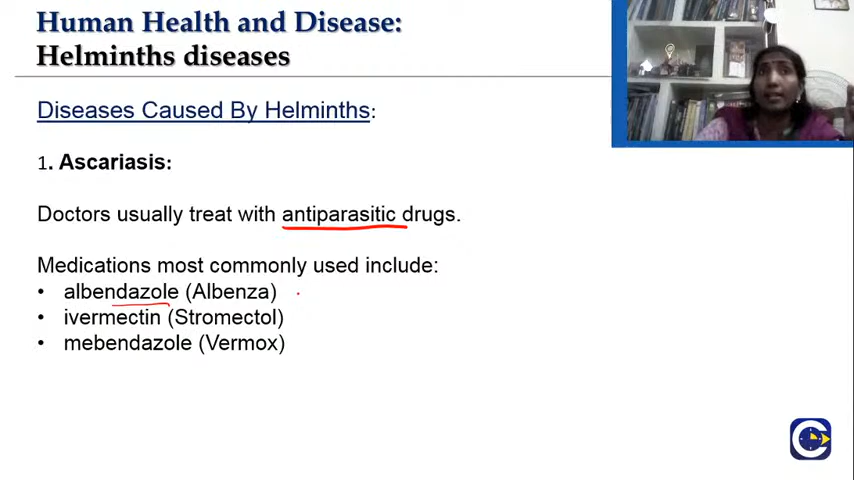 Human Health and Disease:
Helminths diseases
Diseases Caused By Helminths:
1. Ascariasis:
Doctors usually treat with antiparasitic drugs.
Medications most commonly used include:
• albendazole (Albenza)
• ivermectin (Stromectol)
• mebendazole (Vermox)